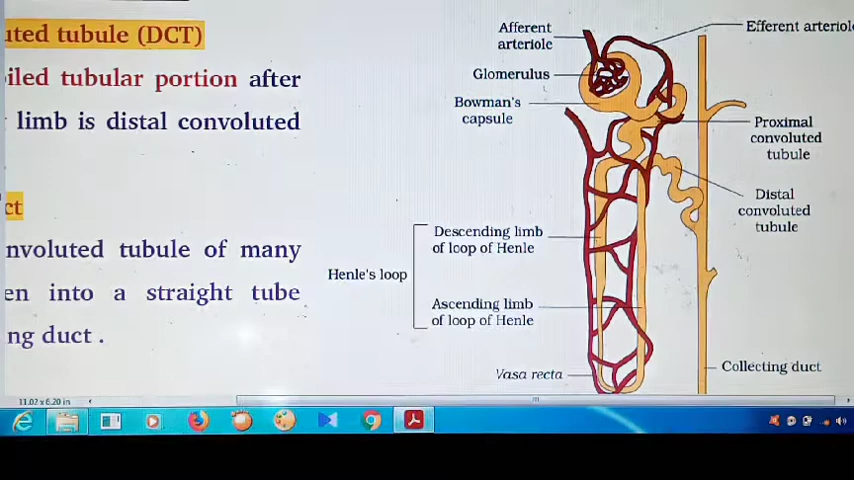 uted tubule (DCT)
iled tubular portion after
limb is distal convoluted
ct
nvoluted tubule of many
en into a straight tube
ng duct .
Afferent
arteriole
Efferent arteriole
Glomerulus
Bowman's
capsule
Proximal
convoluted
tubule
Distal
convoluted
tubule
Descending limb
of loop of Henle
Henle's loop
Ascending limb
of loop of Henle
Vasa recta
Collecting duct
11.02 x 6.20 in